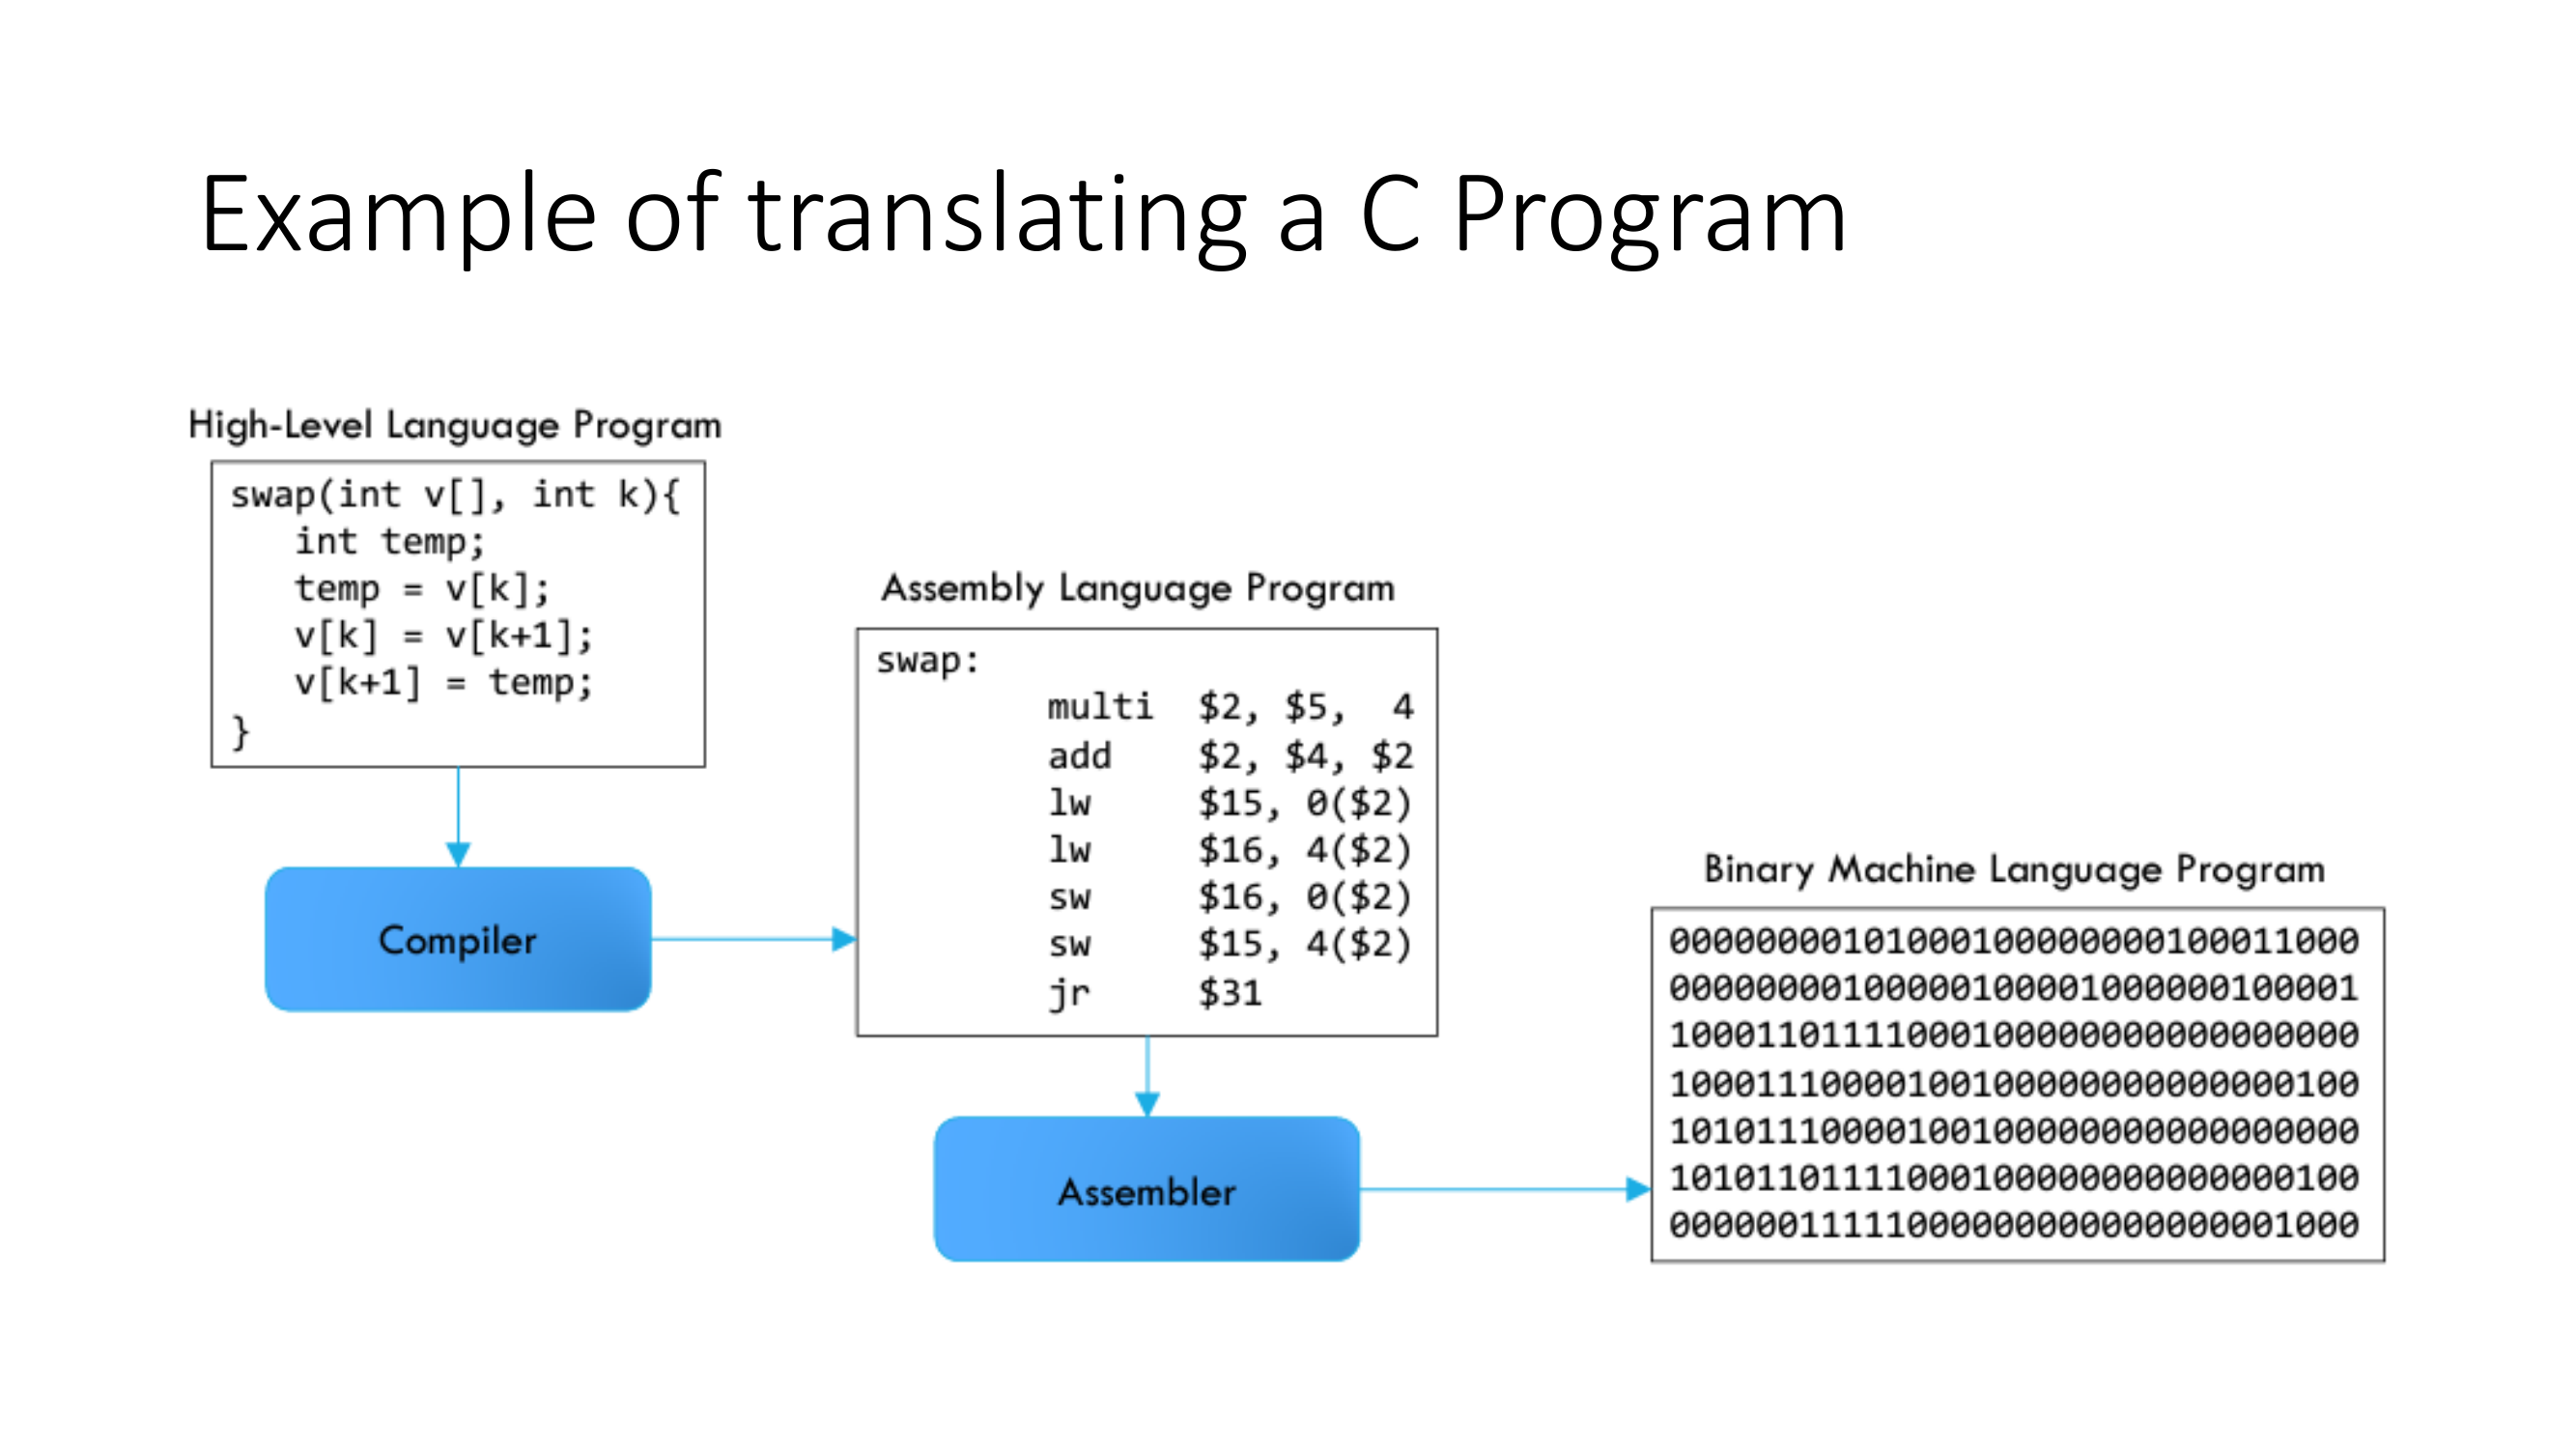 Example of translating a C Program
High-Level Language Program
swap(int v[], int k){
int temp;
temp = v[k];
v[k] = v[k+1];
v[k+1] = temp;
}
Compiler
Assembly Language Program
swap:
multi $2, $5, 4
add $2, $4, $2
lw $15, 0($2)
lw $16, 4($2)
sw $16, 0($2)
sw $15, 4($2)
jr $31
Assembler
Binary Machine Language Program
00000000101000100000000100011000
00000000100000100001000000100001
10001101111000100000000000000000
10001110000100100000000000000100
10101110000100100000000000000000
10101101111000100000000000000100
00000011111000000000000000001000